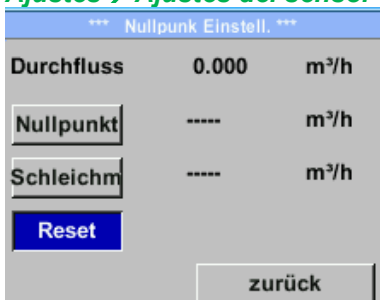 *** Nullpunk Einstell. ***
Durchfluss 0.000 m³/h
Nullpunkt ----- m³/h
Schleichm ----- m³/h
Reset
zurück